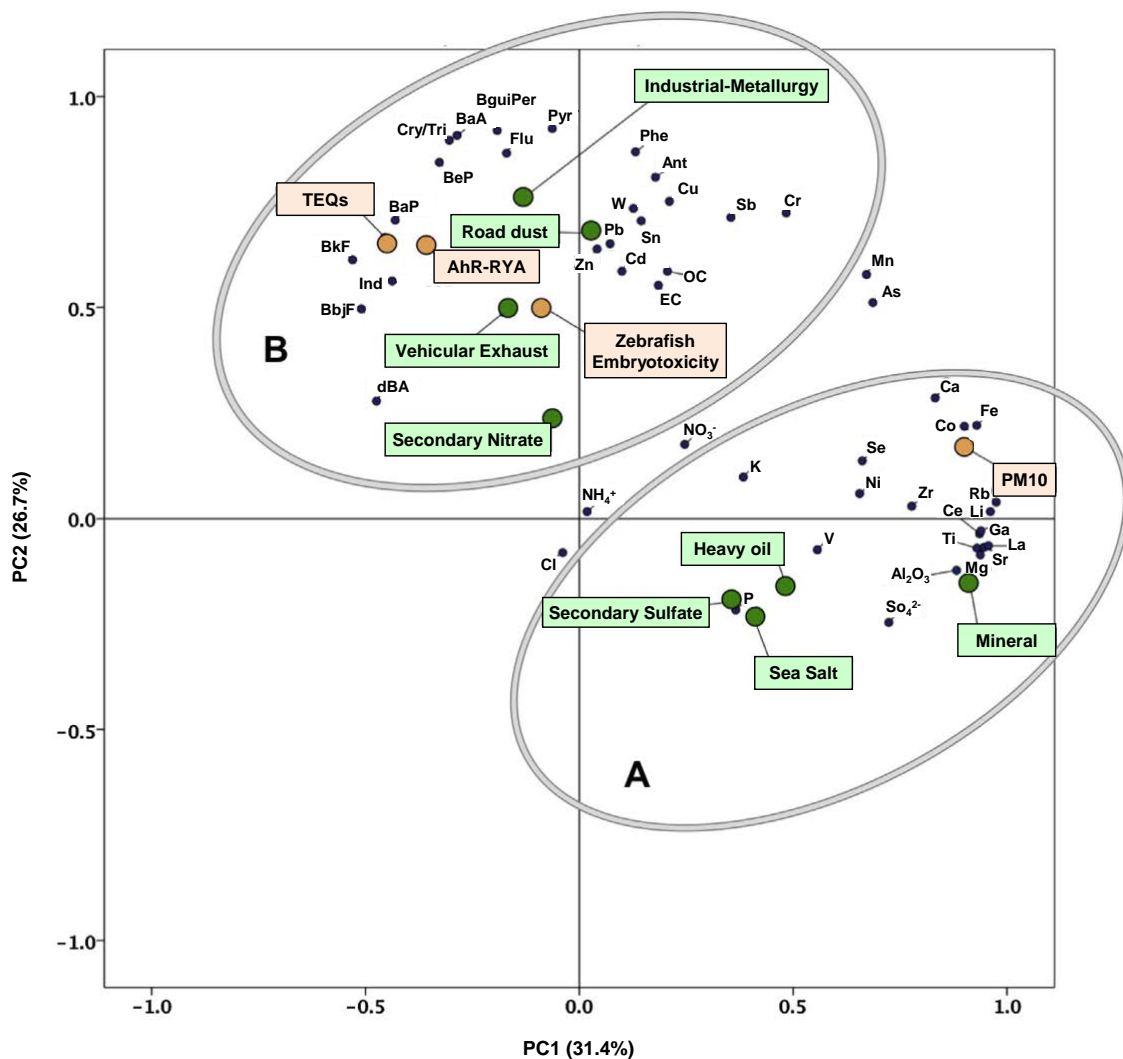 1.0
0.5
0.0
−0.5
−1.0
−1.0
−0.5
0.0
0.5
1.0
PC2 (26.7%)
PC1 (31.4%)
Industrial-Metallurgy
BguiPer
Pyr
BaA
Cry/Tri
Flu
Phe
BeP
Ant
TEQs
Cu
W
BaP
Sb
Cr
Road dust
Pb
Sn
BkF
AhR-RYA
Zn
Cd
OC
Mn
Ind
EC
As
BbjF
B
Vehicular Exhaust
Zebrafish
Embryotoxicity
dBA
Ca
Secondary Nitrate
NO₃⁻
Co
Fe
Se
K
PM10
Ni
Zr
Rb
NH₄⁺
Ce
Li
Ga
Heavy oil
V
Ti
La
Cl
Sr
Al₂O₃
Mg
Secondary Sulfate
P
So₄²⁻
Mineral
Sea Salt
A